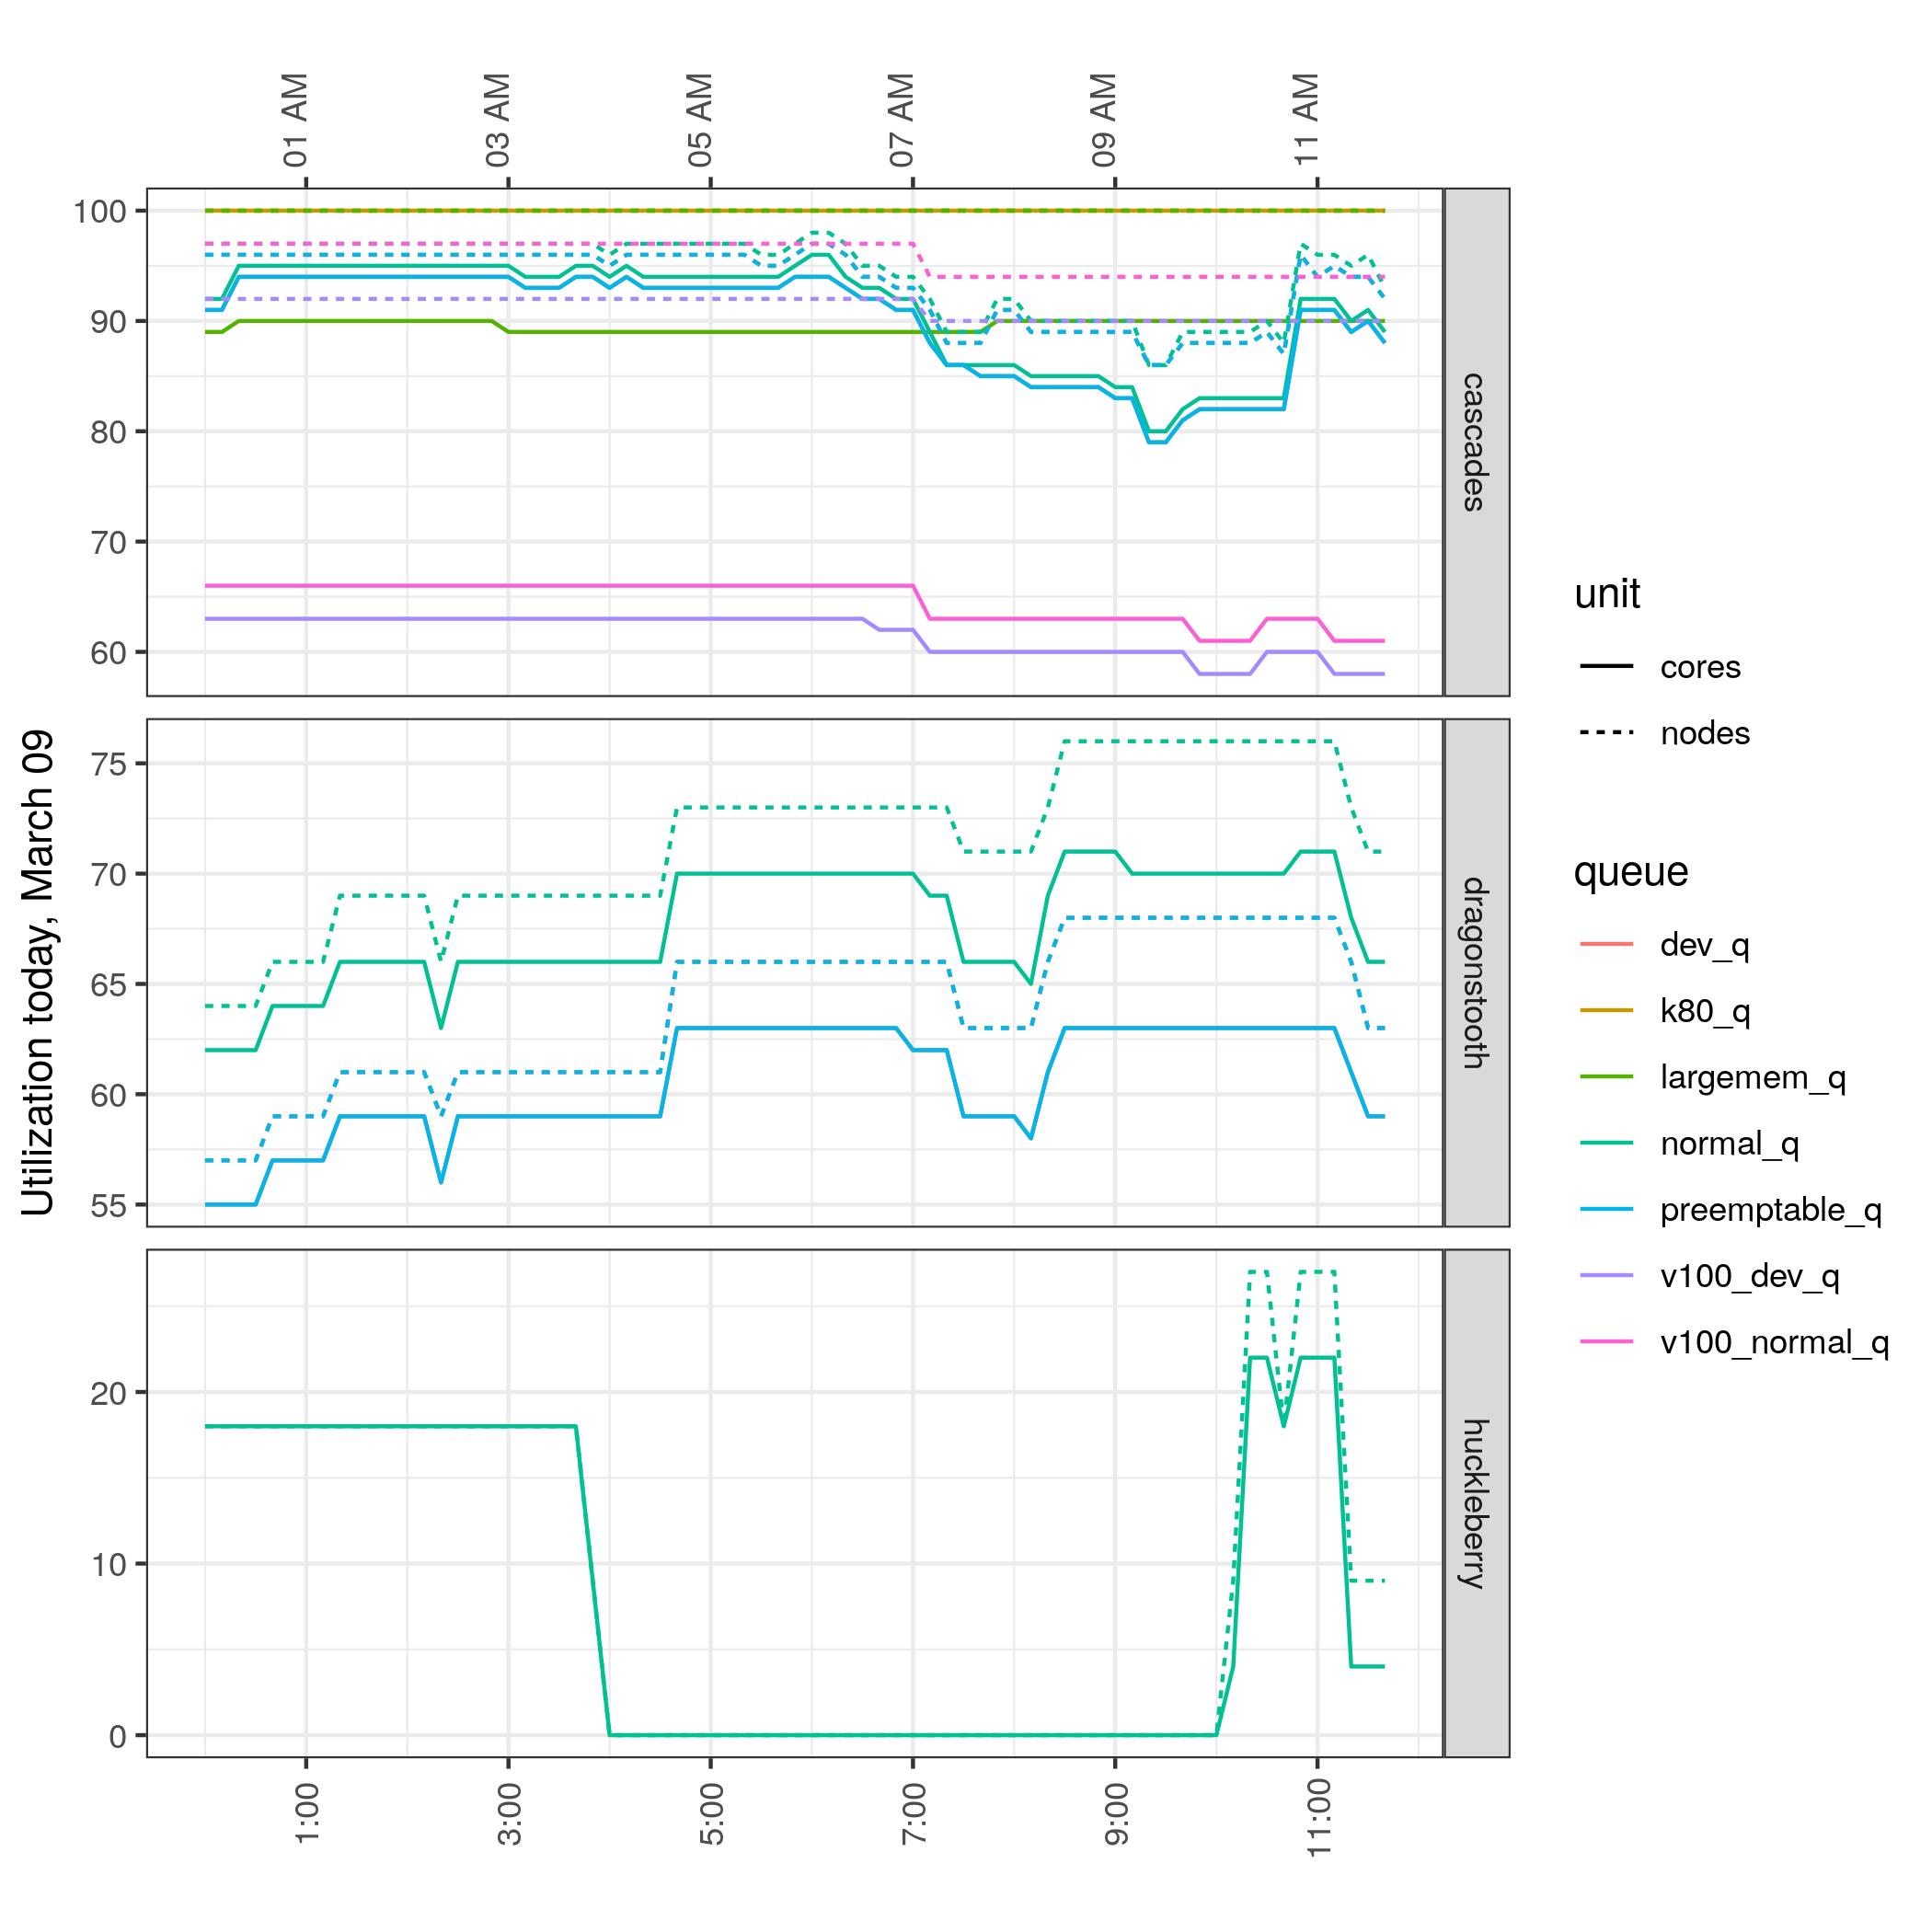 01 AM
03 AM
05 AM
07 AM
09 AM
11 AM
100
90
80
70
60
cascades
Utilization today, March 09
75
70
65
60
55
dragonstooth
20
10
0
huckleberry
1:00
3:00
5:00
7:00
9:00
11:00
unit
cores
nodes
queue
dev_q
k80_q
largemem_q
normal_q
preemptable_q
v100_dev_q
v100_normal_q